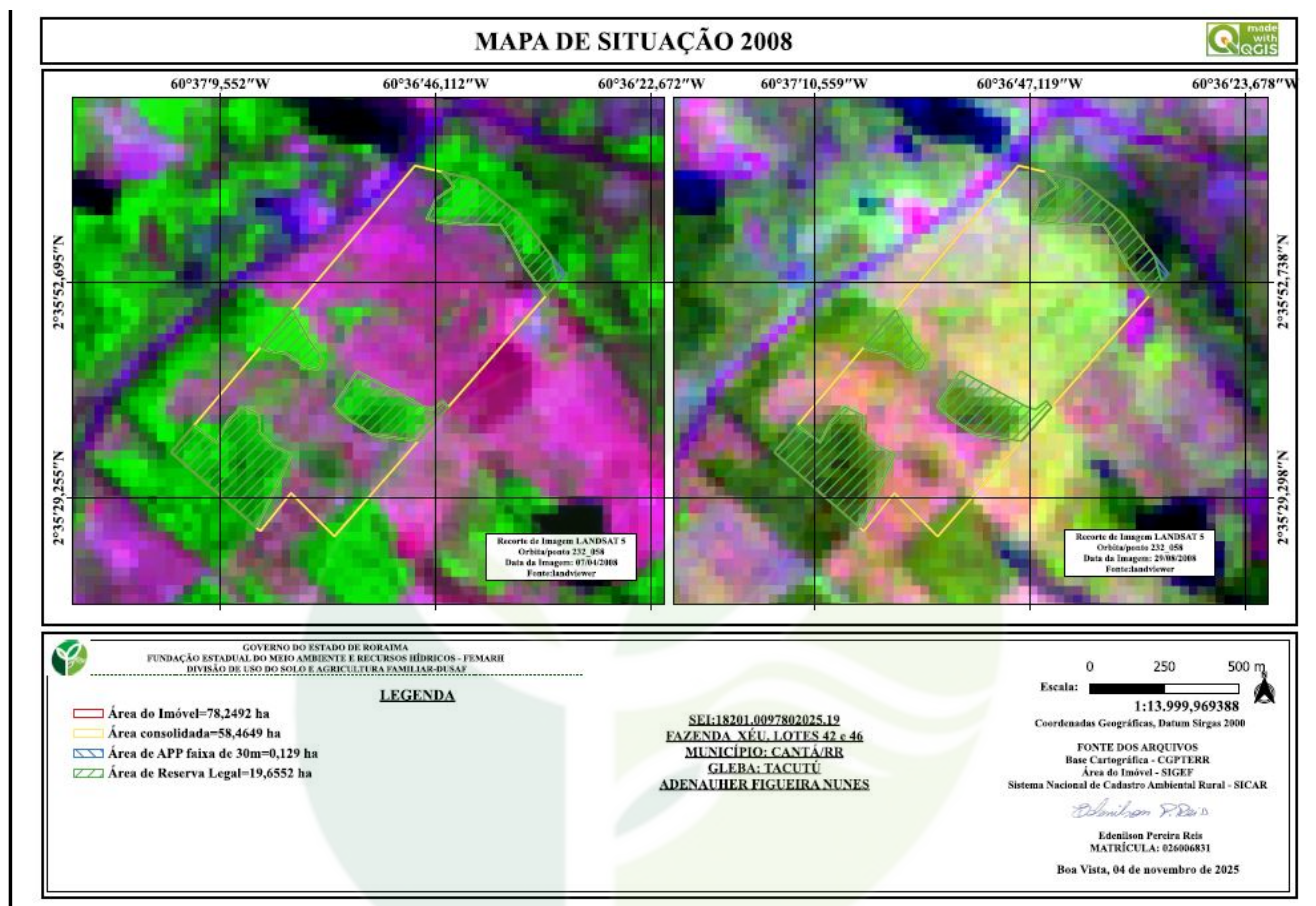 MAPA DE SITUAÇÃO 2008
made
with
QGIS
60°37'9,552"W
60°36'46,112"W
60°36'22,672"W
60°37'10,559"W
60°36'47,119"W
60°36'23,678"W
2°35'52,695"N
2°35'29,255"N
2°35'52,738"N
2°35'29,298"N
Recorte de Imagem LANDSAT 5
Orbita/ponto 232_058
Data da Imagem: 07/04/2008
Fonte:landviewer
Recorte de Imagem LANDSAT 5
Orbita/ponto 232_058
Data da Imagem: 29/08/2008
Fonte:landviewer
GOVERNO DO ESTADO DE RORAIMA
FUNDAÇÃO ESTADUAL DO MEIO AMBIENTE E RECURSOS HÍDRICOS - FEMARH
DIVISÃO DE USO DO SOLO E AGRICULTURA FAMILIAR-DUSAF
LEGENDA
Área do Imóvel=78,2492 ha
Área consolidada=58,4649 ha
Área de APP faixa de 30m=0,129 ha
Área de Reserva Legal=19,6552 ha
SEI:18201.0097802025.19
FAZENDA XÉU, LOTES 42 e 46
MUNICÍPIO: CANTÁ/RR
GLEBA: TACUTÚ
ADENAUHER FIGUEIRA NUNES
0 250 500 m
Escala:
1:13.999,969388
Coordenadas Geográficas, Datum Sirgas 2000
FONTE DOS ARQUIVOS
Base Cartográfica - CGPTERR
Área do Imóvel - SIGEF
Sistema Nacional de Cadastro Ambiental Rural - SICAR
Edenilson P. Reis
Edenilson Pereira Reis
MATRÍCULA: 026006831
Boa Vista, 04 de novembro de 2025